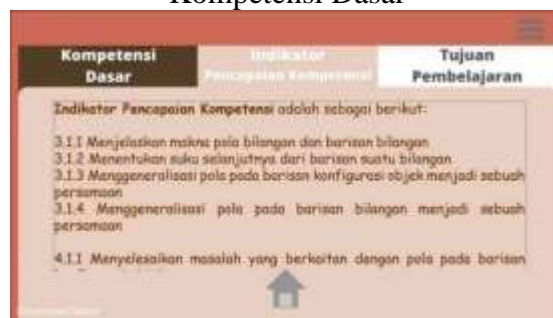 Kompetensi Dasar
Kompetensi
Dasar
Indikator
Pencapaian Kompetensi
Tujuan
Pembelajaran
Indikator Pencapaian Kompetensi adalah sebagai berikut:
3.1.1 Menjelaskan makna pola bilangan dan barisan bilangan
3.1.2 Menentukan suku selanjutnya dari barisan suatu bilangan
3.1.3 Menggeneralisasi pola pada barisan konfigurasi objek menjadi sebuah
persamaan
3.1.4 Menggeneralisasi pola pada barisan bilangan menjadi sebuah
persamaan
4.1.1 Menyelesaikan masalah yang berkaitan dengan pola pada barisan